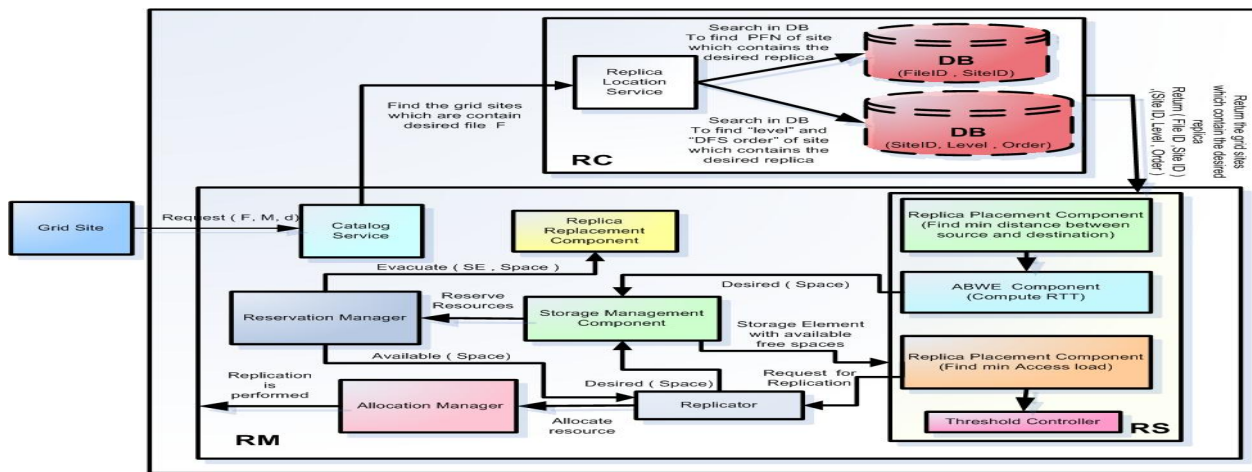 Search in DB
To find PFN of site
which contains the
desired replica
DB
(FileID , SiteID)
Replica
Location
Service
Find the grid sites
which are contain
desired file F
Search in DB
To find "level" and
"DFS order" of site
which contains the
desired replica
DB
(SiteID, Level , Order)
RC
Return the grid sites
which contain the desired
replica
Return ( File ID ,Site ID )
,(Site ID, Level , Order)
Grid Site
Request ( F, M, d)
Catalog
Service
Replica
Replacement
Component
Replica Placement Component
(Find min distance between
source and destination)
Evacuate ( SE , Space )
Desired ( Space)
ABWE Component
(Compute RTT)
Reservation Manager
Reserve
Resources
Storage Management
Component
Storage Element
with available
free spaces
Replica Placement Component
(Find min Access load)
Available ( Space)
Request for
Replication
Replication
is
performed
Allocation Manager
Desired ( Space)
Replicator
Allocate
resource
Threshold Controller
RM
RS